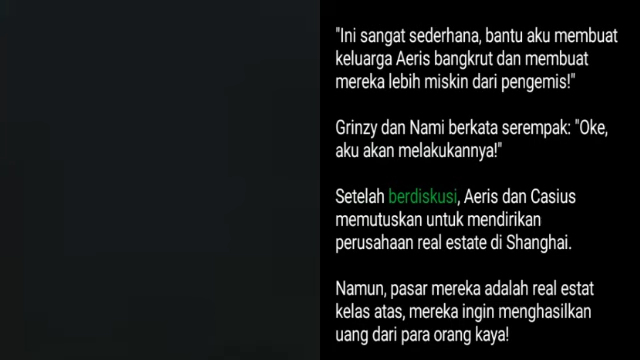 "Ini sangat sederhana, bantu aku membuat
keluarga Aeris bangkrut dan membuat
mereka lebih miskin dari pengemis!"
Grinzy dan Nami berkata serempak: "Oke,
aku akan melakukannya!"
Setelah berdiskusi, Aeris dan Casius
memutuskan untuk mendirikan
perusahaan real estate di Shanghai.
Namun, pasar mereka adalah real estat
kelas atas, mereka ingin menghasilkan
uang dari para orang kaya!